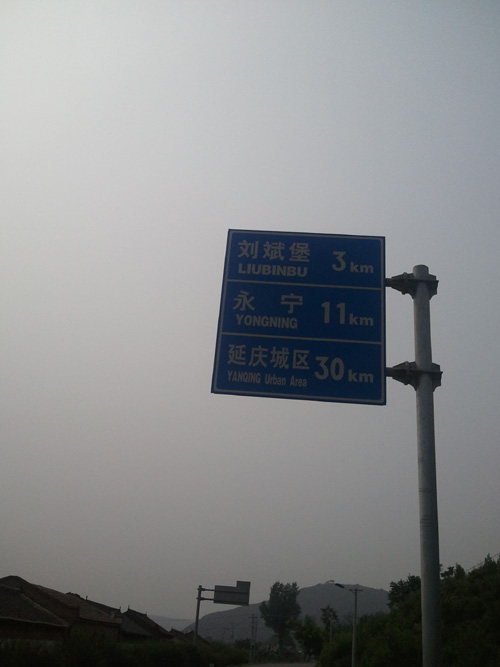 刘斌堡 3km
LIUBINBU
永宁 11km
YONGNING
延庆城区 30km
YANQING Urban Area